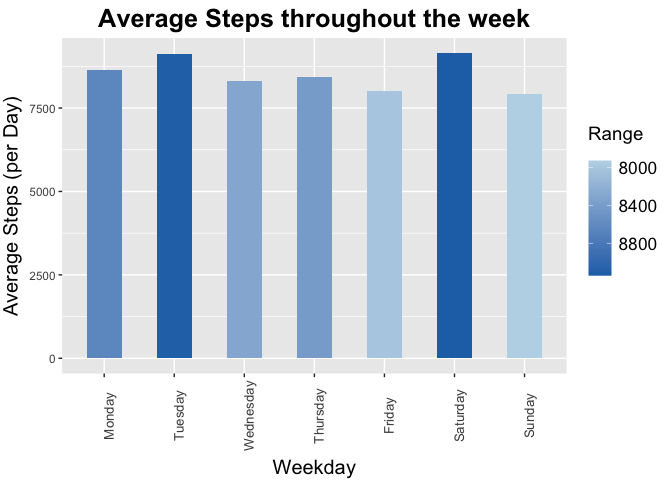 Average Steps throughout the week
Average Steps (per Day)
7500
5000
2500
0
Monday
Tuesday
Wednesday
Thursday
Friday
Saturday
Sunday
Weekday
Range
8000
8400
8800